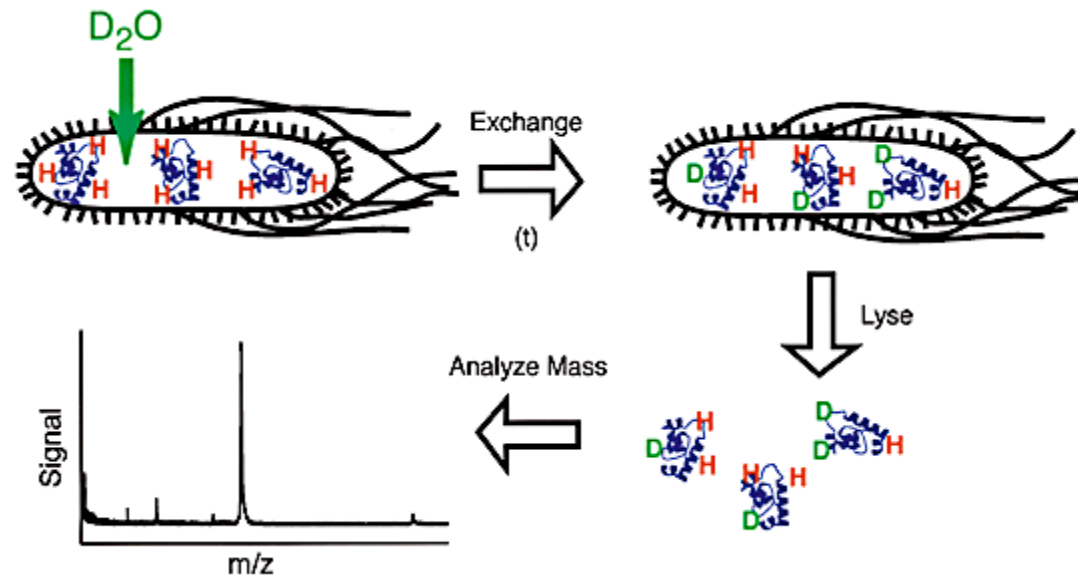 D₂O
H H H
H H H
H H H
Exchange
(t)
H H D
D H H
D D
Lyse
Analyze Mass
Signal
m/z
H D
D D H
H H H
D